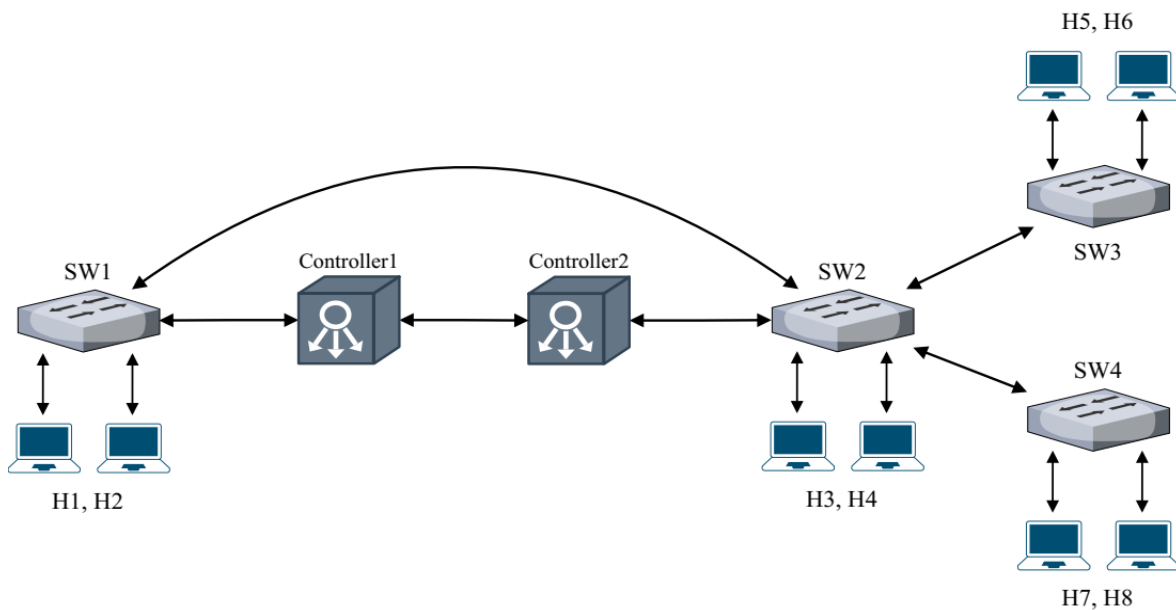 H5, H6
SW3
Controller1
Controller2
SW1
SW2
SW4
H1, H2
H3, H4
H7, H8